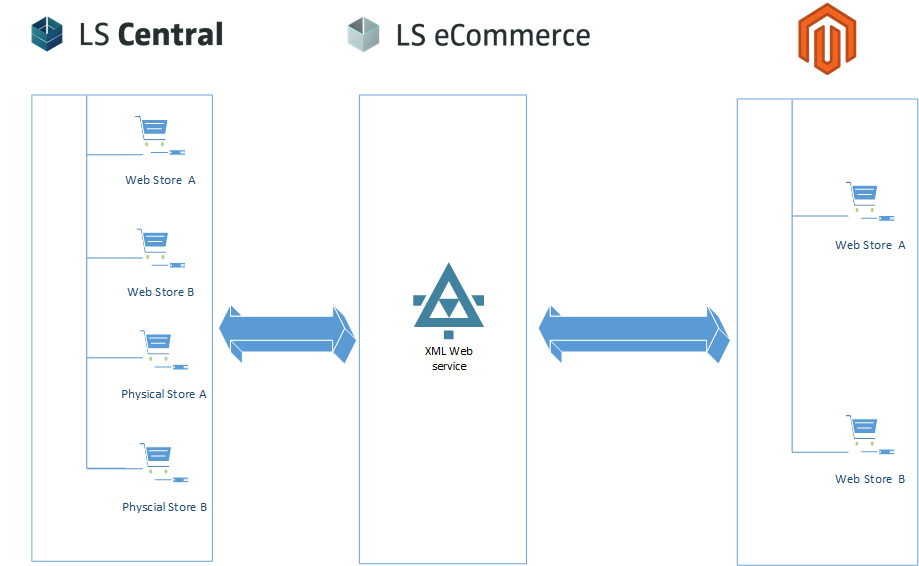 LS Central
LS eCommerce
Web Store A
Web Store B
Physical Store A
Physcial Store B
XML Web
service
Web Store A
Web Store B